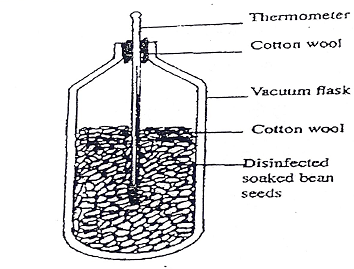 Thermometer
Cotton wool
Vacuum flask
Cotton wool
Disinfected
soaked bean
seeds